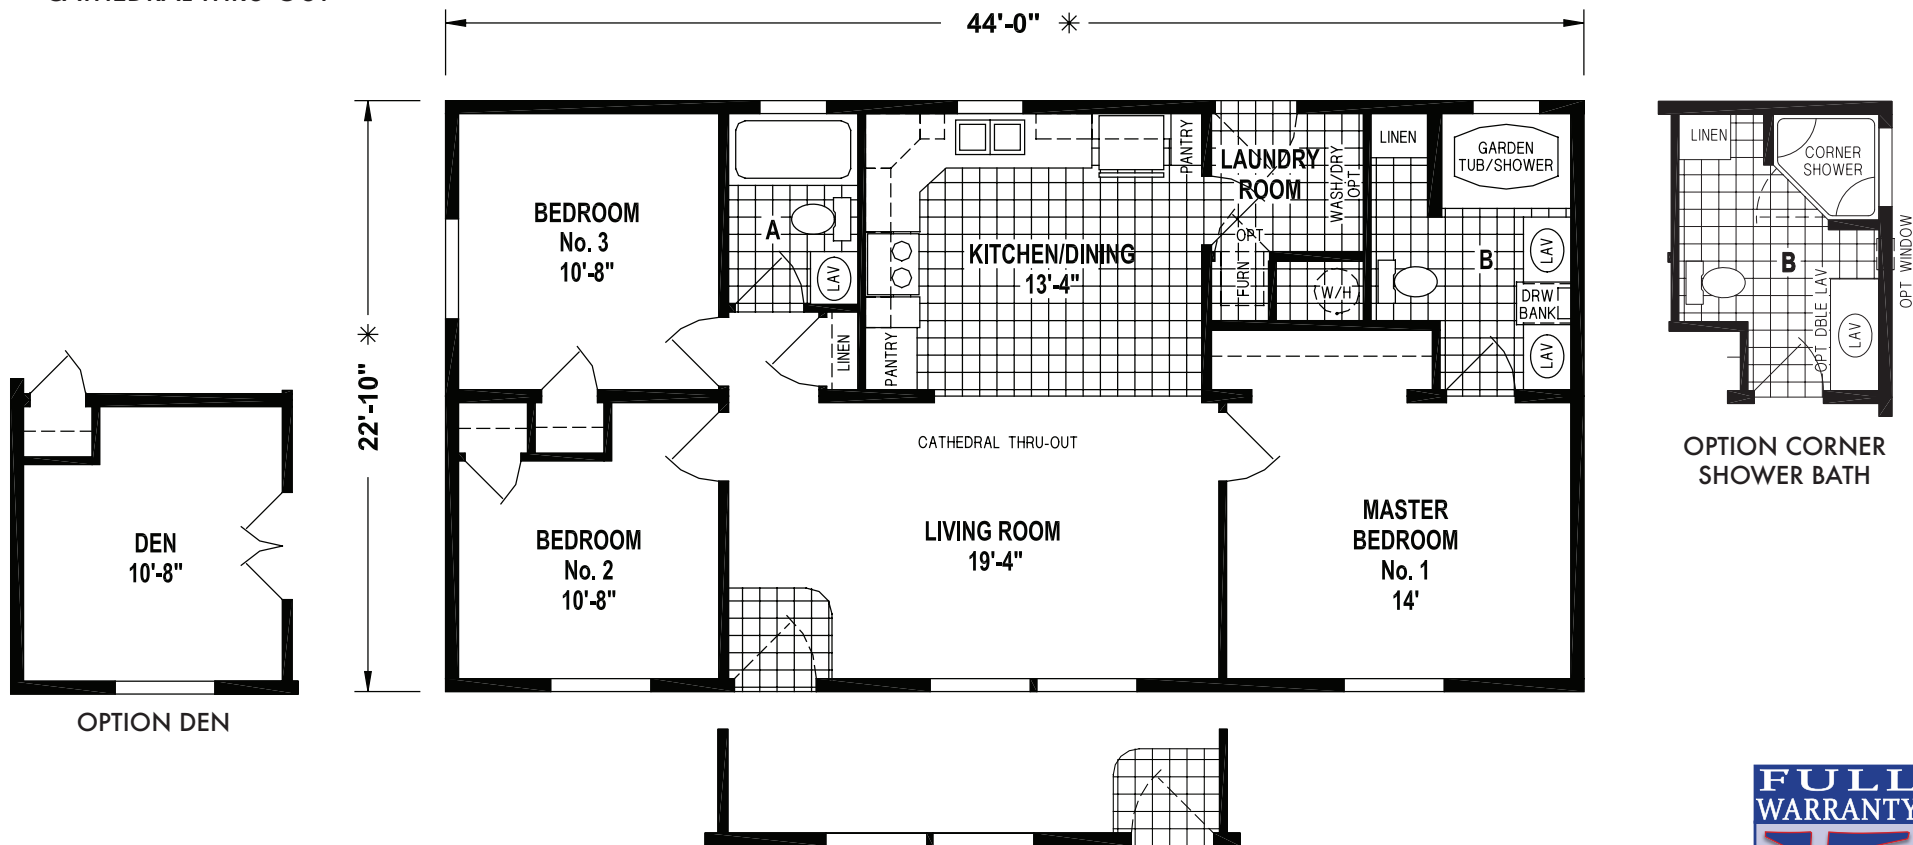 CATHEDRAL THRU-OUT
44'-0" ✳
22'-10" ✳
BEDROOM
No. 3
10'-8"
A
LAV
LINEN
PANTRY
KITCHEN/DINING
13'-4"
PANTRY
LAUNDRY
ROOM
WASH/DRY
OPT
OPT
FURN
W/H
LINEN
GARDEN
TUB/SHOWER
B
LAV
DRW
BANK
LAV
BEDROOM
No. 2
10'-8"
CATHEDRAL THRU-OUT
LIVING ROOM
19'-4"
MASTER
BEDROOM
No. 1
14'
DEN
10'-8"
OPTION DEN
LINEN
CORNER
SHOWER
B
OPT DBLE LAV
LAV
OPT WINDOW
OPTION CORNER
SHOWER BATH
FULL
WARRANTY